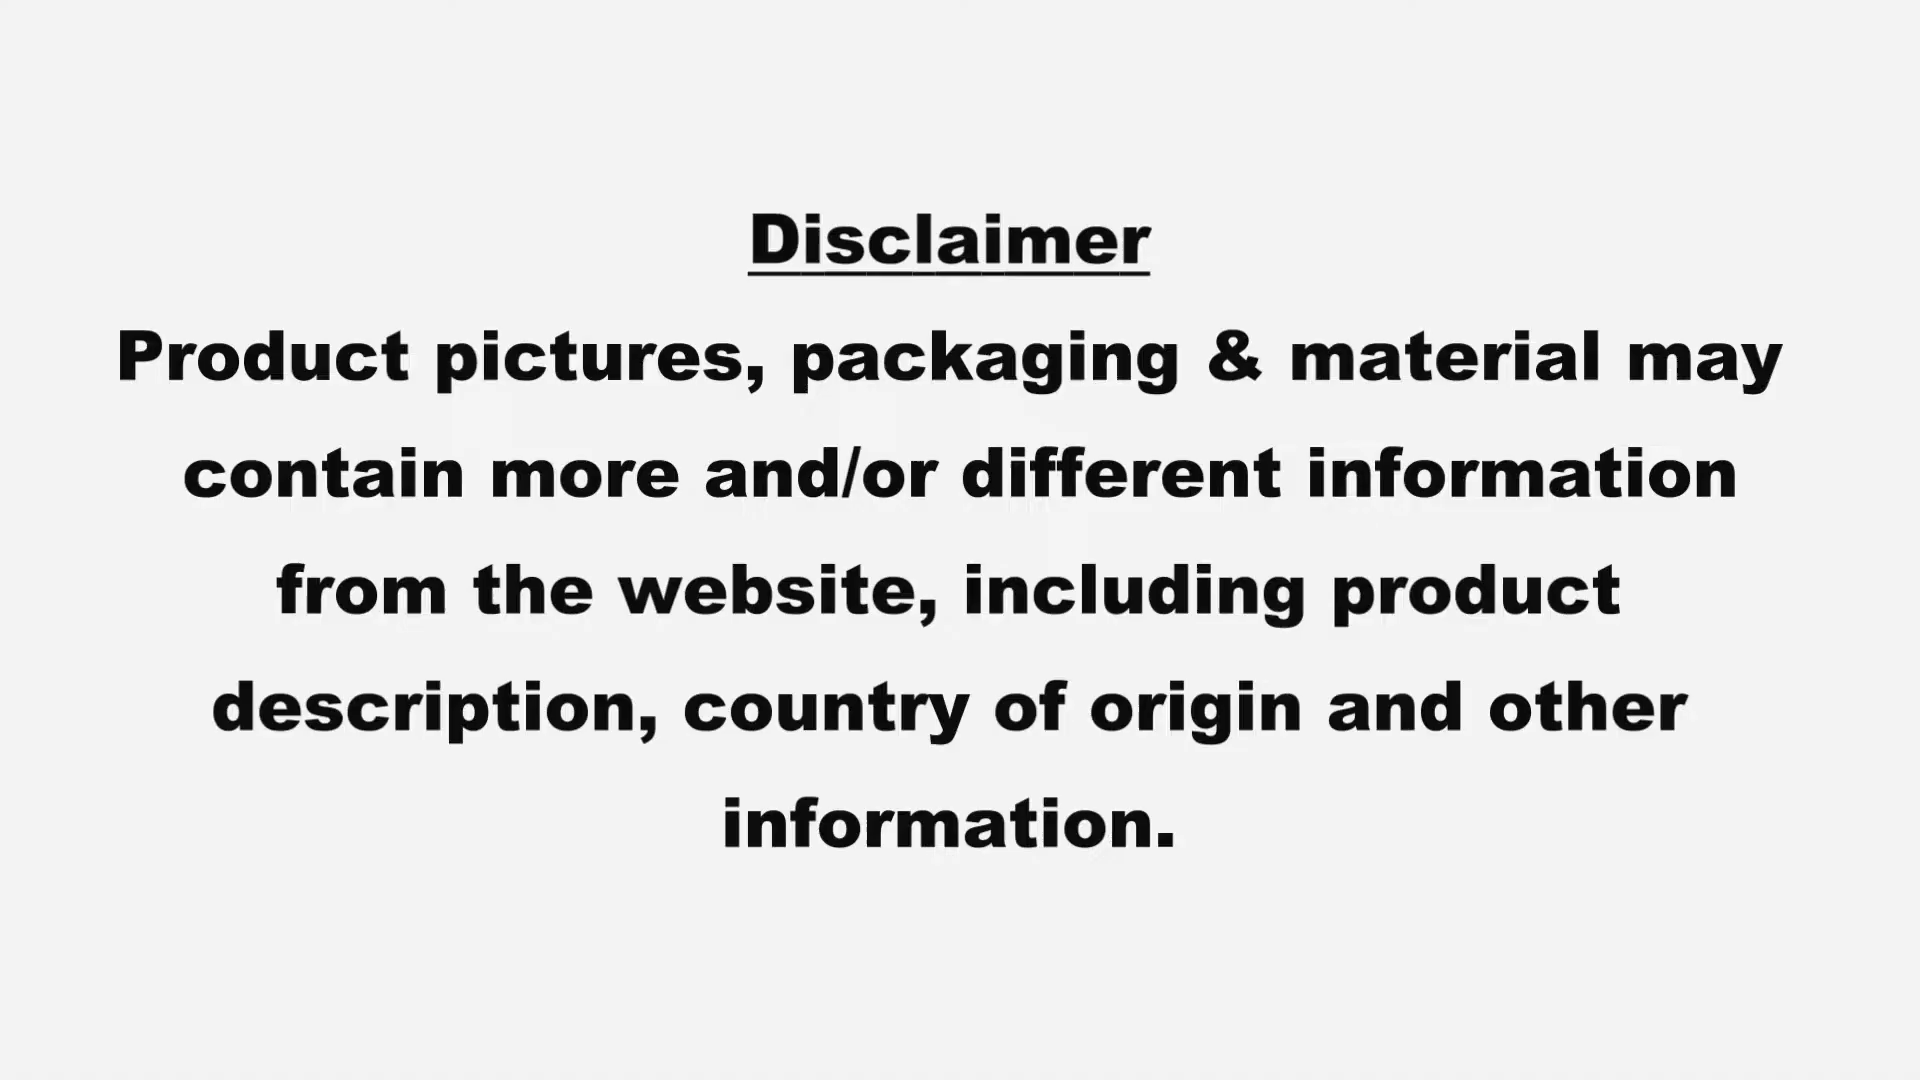 Disclaimer
Product pictures, packaging & material may
contain more and/or different information
from the website, including product
description, country of origin and other
information.